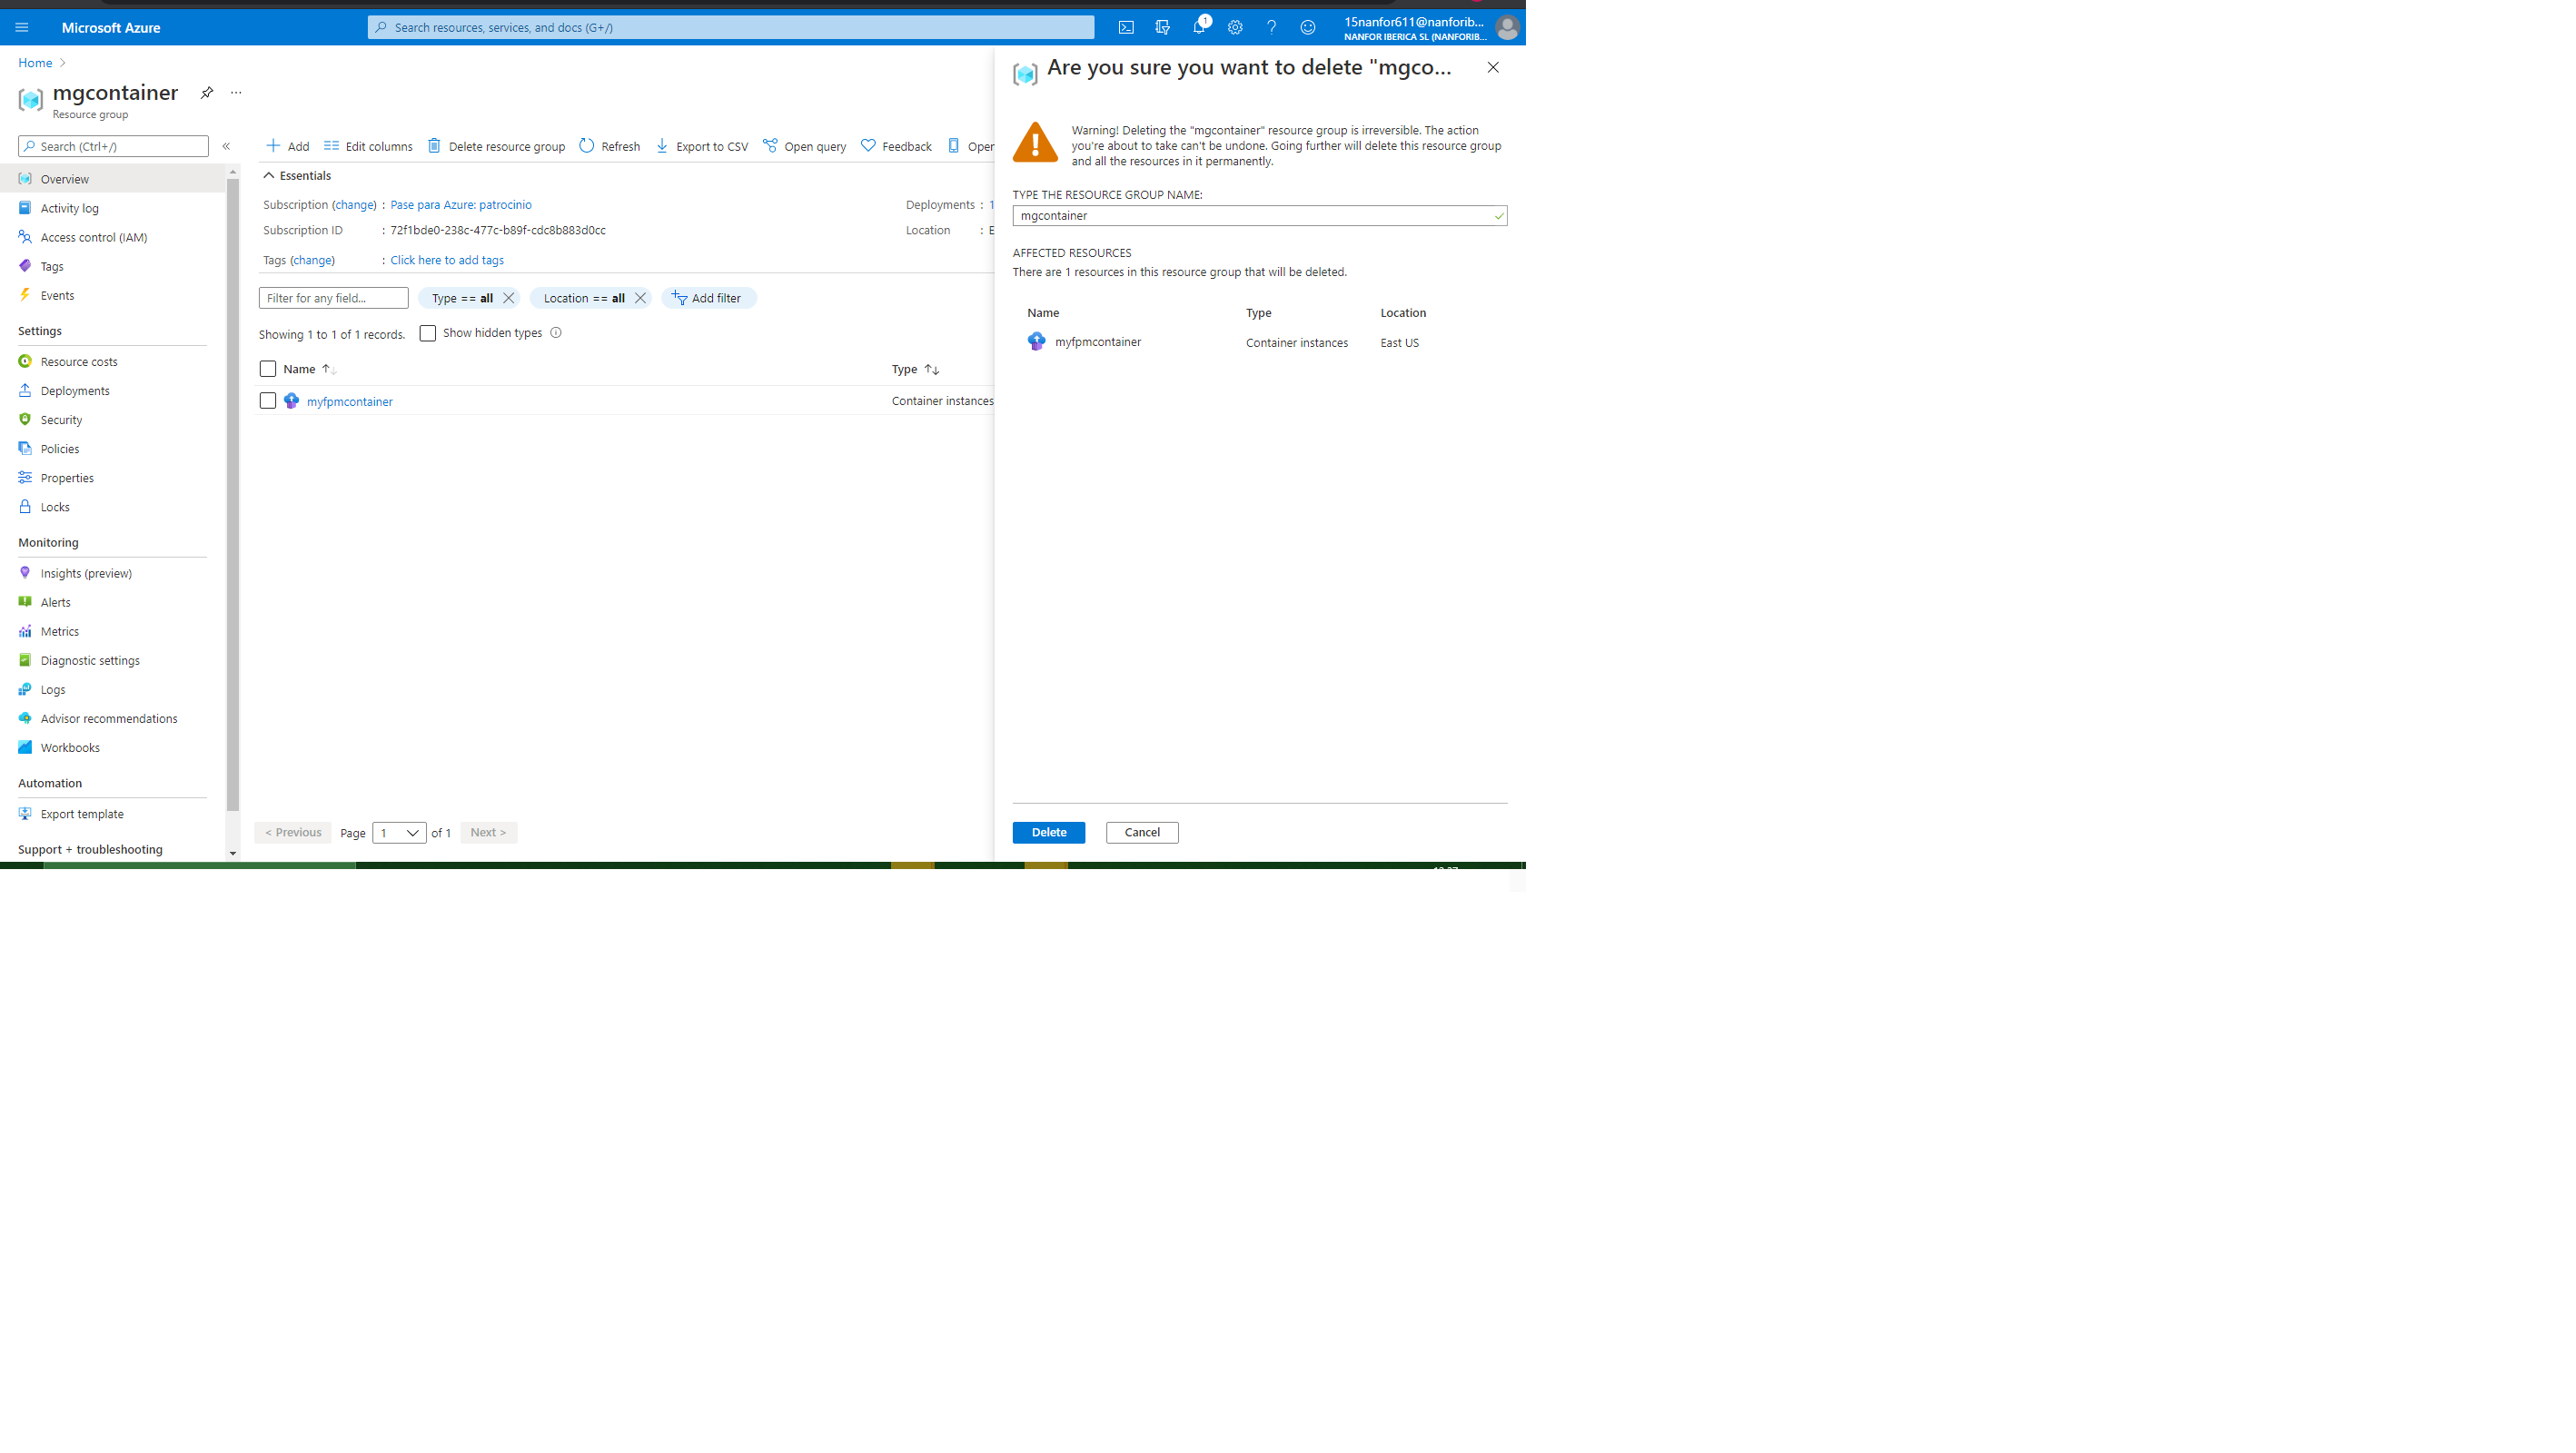 Microsoft Azure
Search resources, services, and docs (G+/)
1
15nanfor611@nanforib...
NANFOR IBERICA SL (NANFORIB...
Home
mgcontainer
Resource group
Search (Ctrl+/)
Overview
Activity log
Access control (IAM)
Tags
Events
Settings
Resource costs
Deployments
Security
Policies
Properties
Locks
Monitoring
Insights (preview)
Alerts
Metrics
Diagnostic settings
Logs
Advisor recommendations
Workbooks
Automation
Export template
Support + troubleshooting
Add Edit columns Delete resource group Refresh Export to CSV Open query Feedback Open
Essentials
Subscription (change) : Pase para Azure: patrocinio Deployments : 1
Subscription ID : 72f1bde0-238c-477c-b89f-cdc8b883d0cc Location : E
Tags (change) : Click here to add tags
Filter for any field... Type == all Location == all Add filter
Showing 1 to 1 of 1 records. Show hidden types
Name Type
myfpmcontainer Container instances
< Previous Page 1 of 1 Next >
Are you sure you want to delete "mgco...
Warning! Deleting the "mgcontainer" resource group is irreversible. The action
you're about to take can't be undone. Going further will delete this resource group
and all the resources in it permanently.
TYPE THE RESOURCE GROUP NAME:
mgcontainer
AFFECTED RESOURCES
There are 1 resources in this resource group that will be deleted.
Name Type Location
myfpmcontainer Container instances East US
Delete Cancel